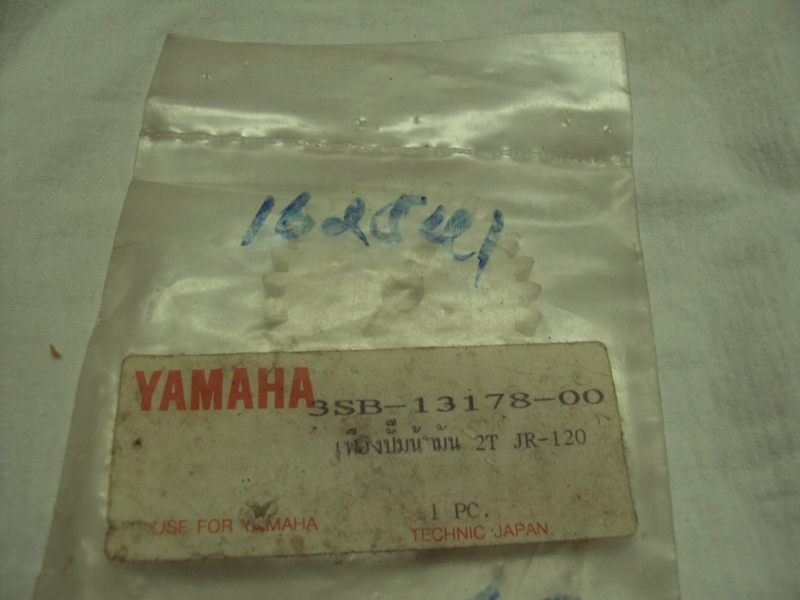 YAMAHA
3SB-13178-00
เฟืองปั๊มน้ำมัน 2T JR-120
1 PC.
USE FOR YAMAHA
TECHNIC JAPAN